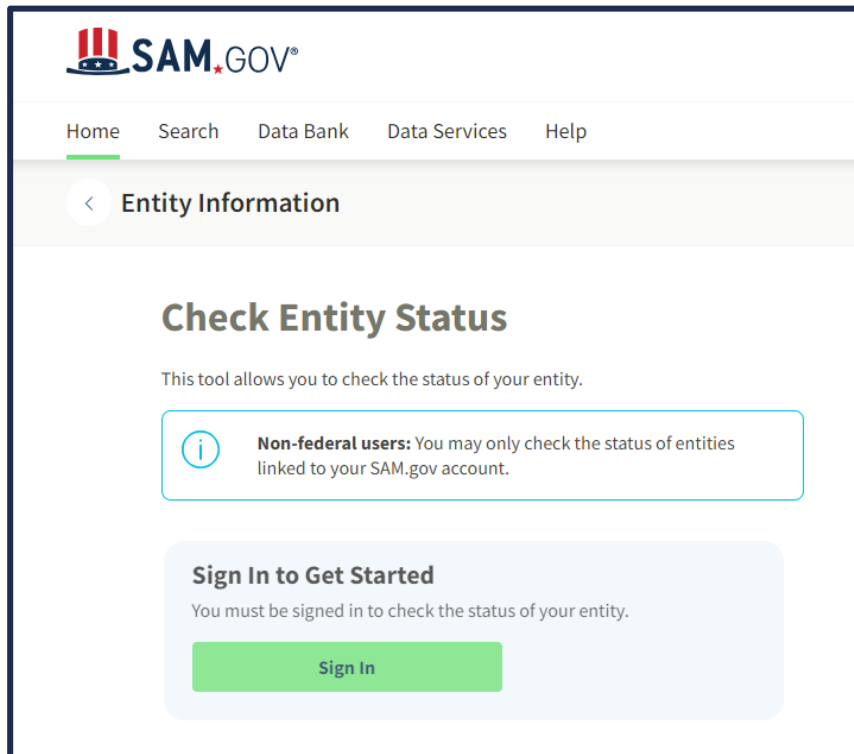 SAM.GOV®
Home Search Data Bank Data Services Help
Entity Information
Check Entity Status
This tool allows you to check the status of your entity.
Non-federal users: You may only check the status of entities
linked to your SAM.gov account.
Sign In to Get Started
You must be signed in to check the status of your entity.
Sign In